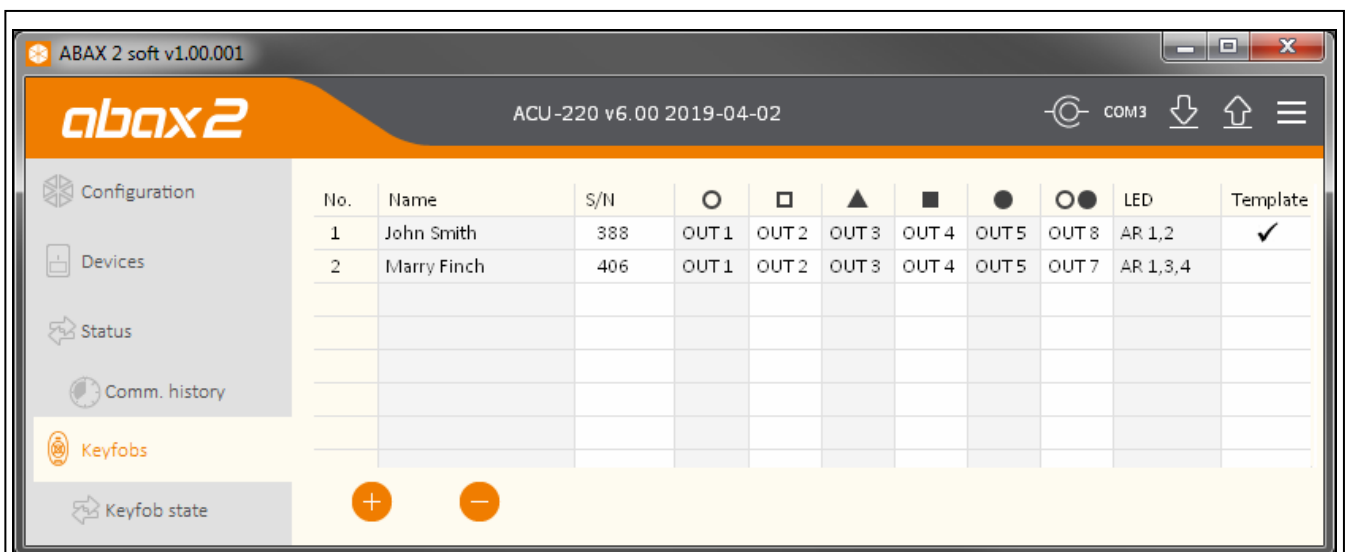 ABAX 2 soft v1.00.001
abax2
ACU-220 v6.00 2019-04-02
COM3
Configuration
Devices
Status
Comm. history
Keyfobs
Keyfob state
No. Name S/N LED Template
1 John Smith 388 OUT 1 OUT 2 OUT 3 OUT 4 OUT 5 OUT 8 AR 1,2 ✓
2 Marry Finch 406 OUT 1 OUT 2 OUT 3 OUT 4 OUT 5 OUT 7 AR 1,3,4